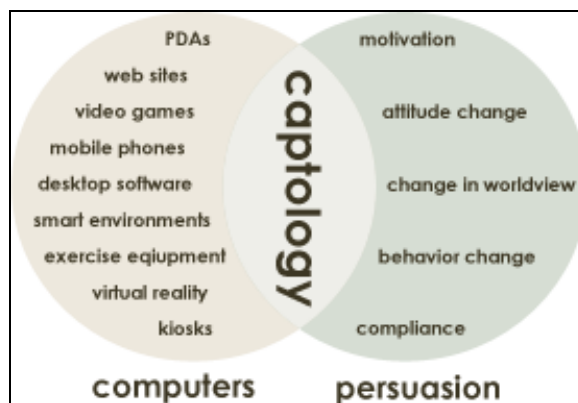 PDAs
web sites
video games
mobile phones
desktop software
smart environments
exercise eqiupment
virtual reality
kiosks
captology
motivation
attitude change
change in worldview
behavior change
compliance
computers
persuasion